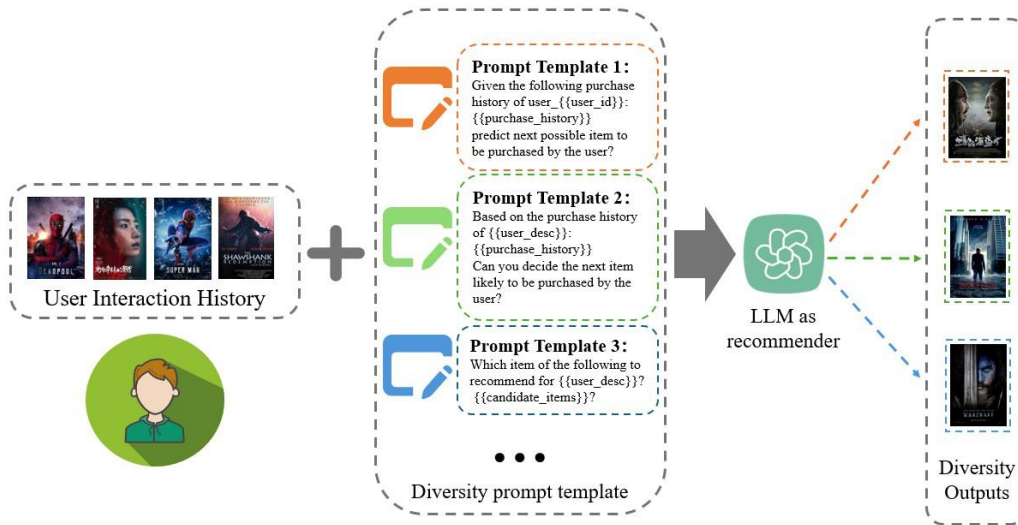 Prompt Template 1:
Given the following purchase
history of user_{{user_id}}:
{{purchase_history}}
predict next possible item to
be purchased by the user?
Prompt Template 2:
Based on the purchase history
of {{user_desc}}:
{{purchase_history}}
Can you decide the next item
likely to be purchased by the
user?
Prompt Template 3:
Which item of the following to
recommend for {{user_desc}}?
{{candidate_items}}?
Diversity prompt template
DEADPOOL
SUPER MAN
SHAWSHANK
REDEMPTION
User Interaction History
LLM as
recommender
WARCRAFT
Diversity
Outputs